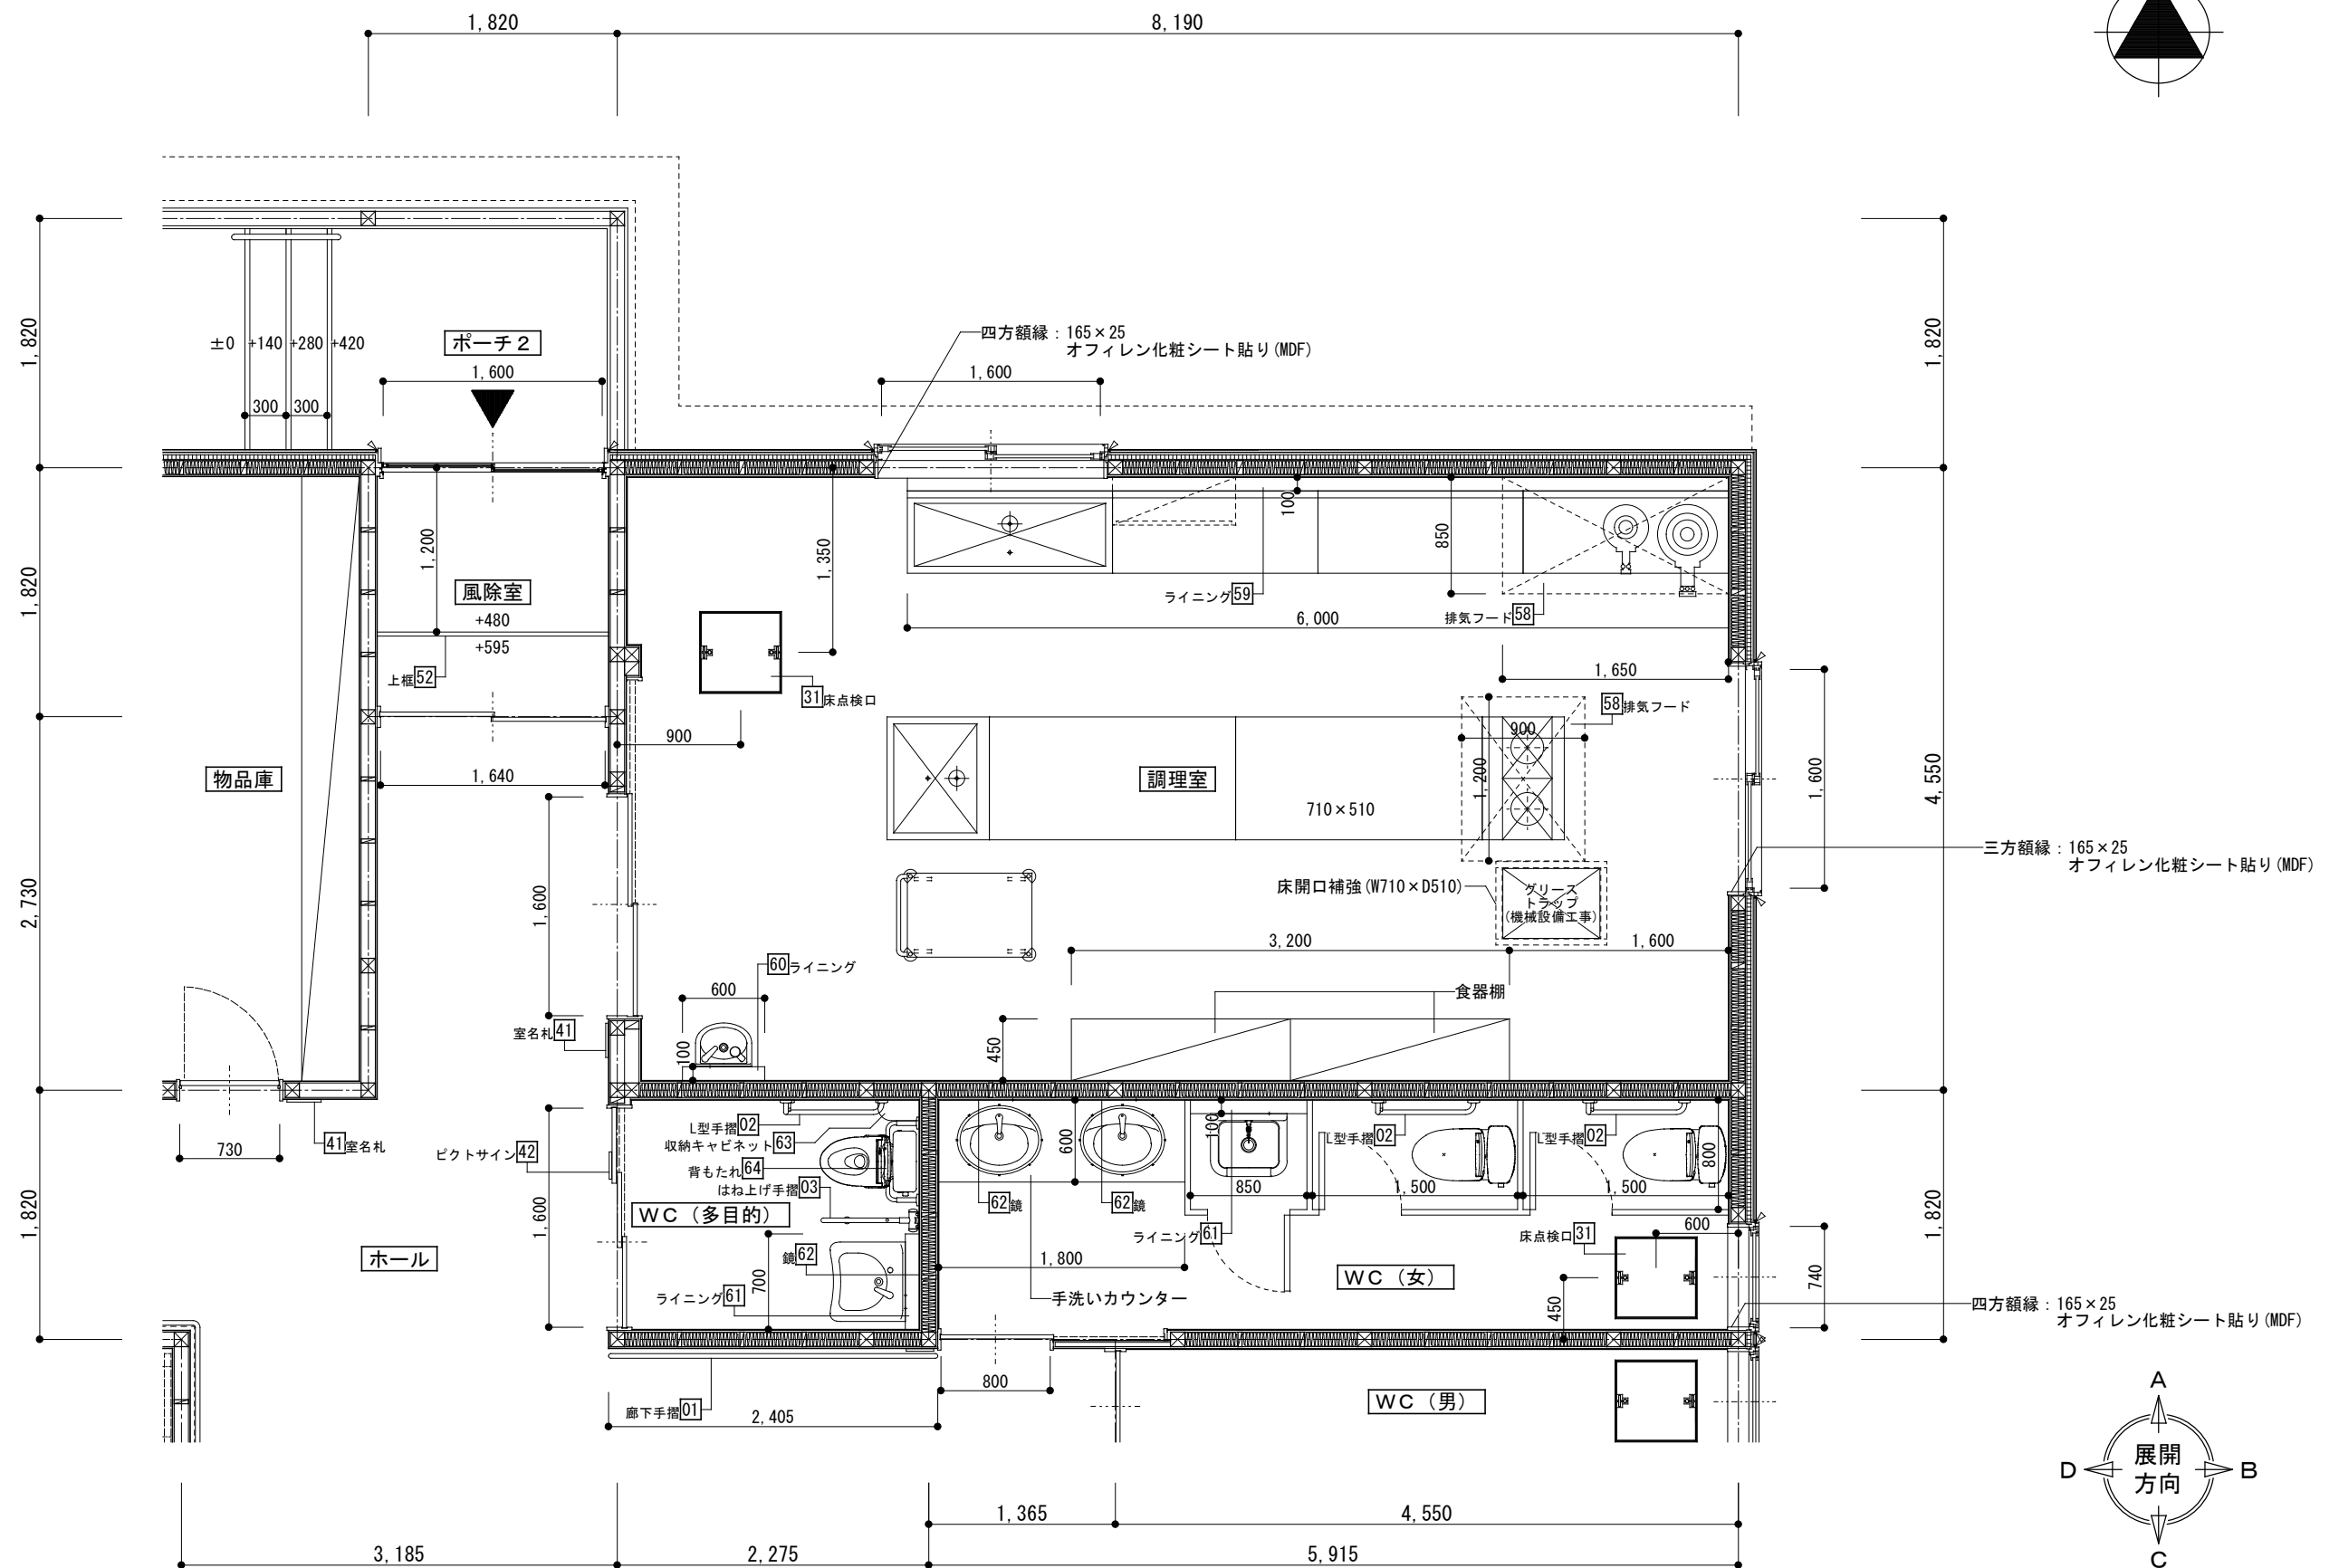 1,820
8,190
1,820
±0
+140
+280
+420
ポーチ2
1,600
300
300
四方額縁：165×25
オフィレン化粧シート貼り(MDF)
1,600
1,820
1,820
1,200
風除室
+480
+595
上框52
1,350
100
850
ライニング59
排気フード58
6,000
31床点検口
900
1,640
1,650
58排気フード
900
1,200
物品庫
調理室
710×510
1,600
4,550
三方額縁：165×25
オフィレン化粧シート貼り(MDF)
2,730
1,600
床開口補強(W710×D510)
グリース
トラップ
(機械設備工事)
3,200
1,600
60ライニング
600
食器棚
室名札41
100
450
730
41室名札
ピクトサイン42
L型手摺02
収納キャビネット63
背もたれ64
はね上げ手摺03
WC（多目的）
1,600
鏡62
700
ライニング61
600
100
62鏡
62鏡
850
L型手摺02
1,500
L型手摺02
1,500
800
ライニング61
床点検口31
600
1,800
手洗いカウンター
WC（女）
450
740
1,820
1,820
ホール
四方額縁：165×25
オフィレン化粧シート貼り(MDF)
800
廊下手摺01
2,405
WC（男）
A
D
展開
方向
B
C
1,365
4,550
3,185
2,275
5,915